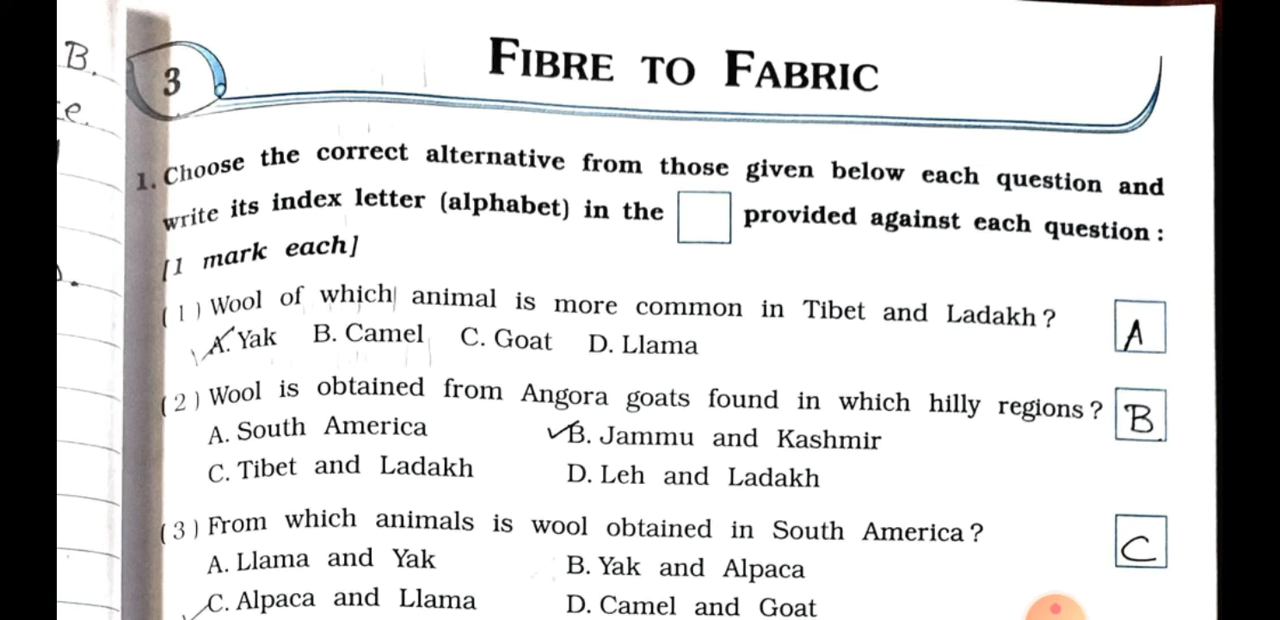 B.
e.
3
FIBRE TO FABRIC
1. Choose the correct alternative from those given below each question and
write its index letter (alphabet) in the provided against each question :
[1 mark each]
(1) Wool of which animal is more common in Tibet and Ladakh? A
A. Yak B. Camel C. Goat D. Llama
(2) Wool is obtained from Angora goats found in which hilly regions? B
A. South America B. Jammu and Kashmir
C. Tibet and Ladakh D. Leh and Ladakh
(3) From which animals is wool obtained in South America? C
A. Llama and Yak B. Yak and Alpaca
C. Alpaca and Llama D. Camel and Goat